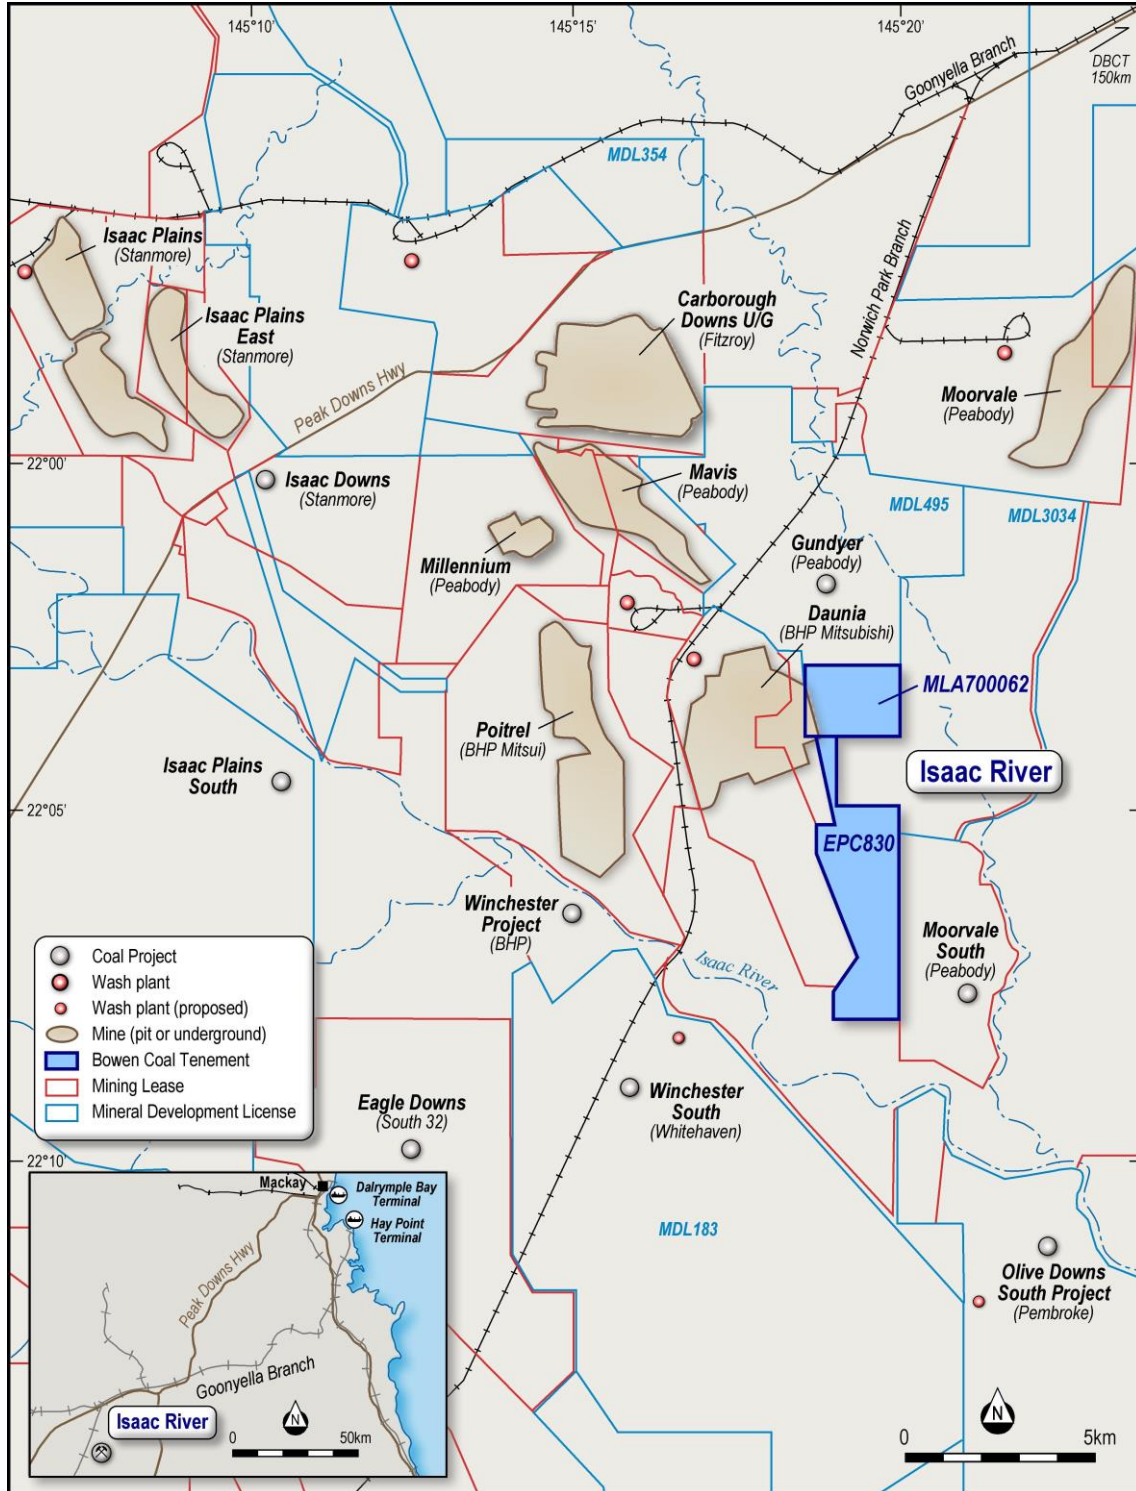 145°10'
145°15'
145°20'
DBCT
150km
Goonyella Branch
MDL354
Isaac Plains
(Stanmore)
Isaac Plains
East
(Stanmore)
Carborough
Downs U/G
(Fitzroy)
Norwich Park Branch
Moorvale
(Peabody)
Peak Downs Hwy
22°00'
Isaac Downs
(Stanmore)
Mavis
(Peabody)
MDL495
MDL3034
Millennium
(Peabody)
Gundyer
(Peabody)
Daunia
(BHP Mitsubishi)
MLA700062
Poitrel
(BHP Mitsui)
Isaac Plains
South
Isaac River
22°05'
EPC830
Winchester
Project
(BHP)
Moorvale
South
(Peabody)
Isaac River
Coal Project
Wash plant
Wash plant (proposed)
Mine (pit or underground)
Bowen Coal Tenement
Mining Lease
Mineral Development License
Eagle Downs
(South 32)
Winchester
South
(Whitehaven)
22°10'
MDL183
Olive Downs
South Project
(Pembroke)
Mackay
Dalrymple Bay
Terminal
Hay Point
Terminal
Peak Downs Hwy
Goonyella Branch
Isaac River
N
0 50km
N
0 5km